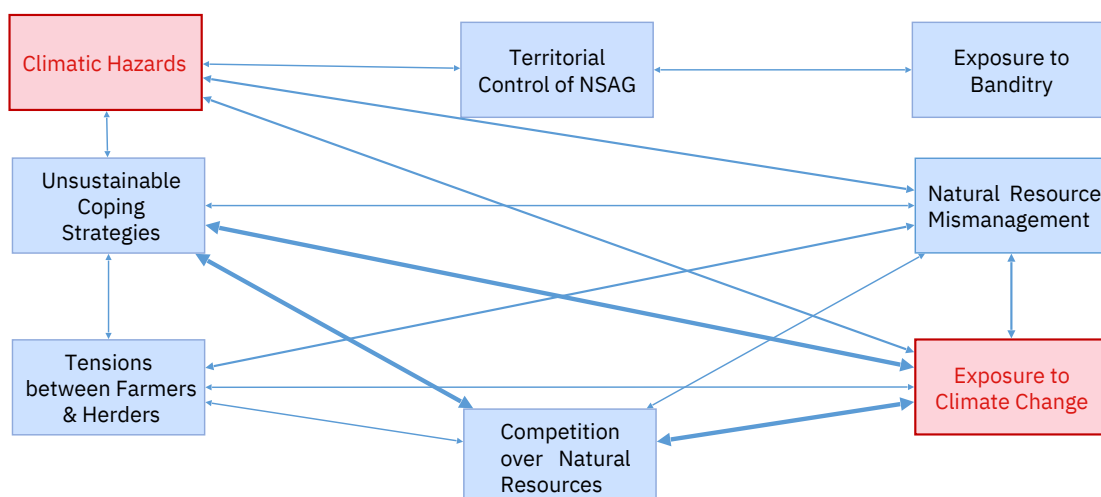 Climatic Hazards
Territorial
Control of NSAG
Exposure to
Banditry
Unsustainable
Coping
Strategies
Natural Resource
Mismanagement
Tensions
between Farmers
& Herders
Competition
over Natural
Resources
Exposure to
Climate Change